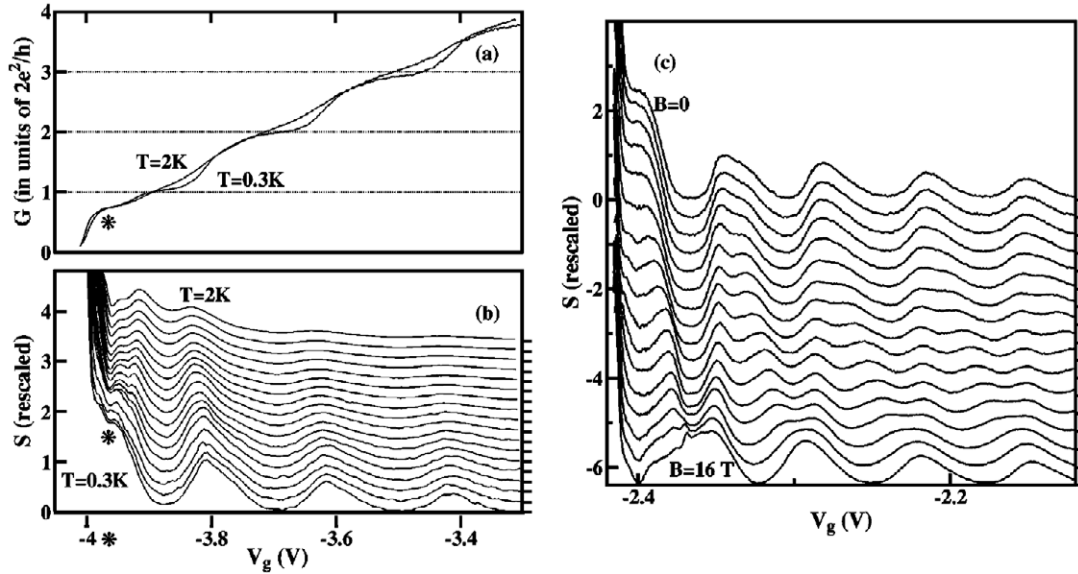 4
(a)
3
G (in units of 2e²/h)
2
T=2K
T=0.3K
1
*
0
T=2K
(b)
4
3
S (rescaled)
2
*
1
T=0.3K
0
-4 * -3.8 -3.6 -3.4
Vg (V)
(c)
2
B=0
0
S (rescaled)
-2
-4
B=16 T
-6
-2.4 -2.2
Vg (V)